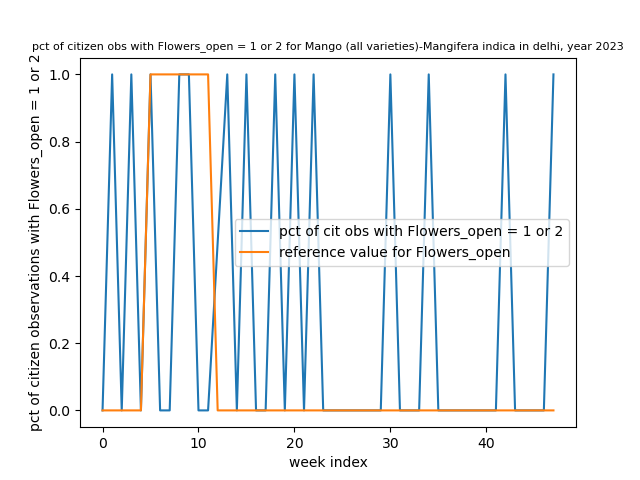 pct of citizen obs with Flowers_open = 1 or 2 for Mango (all varieties)-Mangifera indica in delhi, year 2023
pct of citizen observations with Flowers_open = 1 or 2
1.0
0.8
0.6
0.4
0.2
0.0
pct of cit obs with Flowers_open = 1 or 2
reference value for Flowers_open
0 10 20 30 40
week index